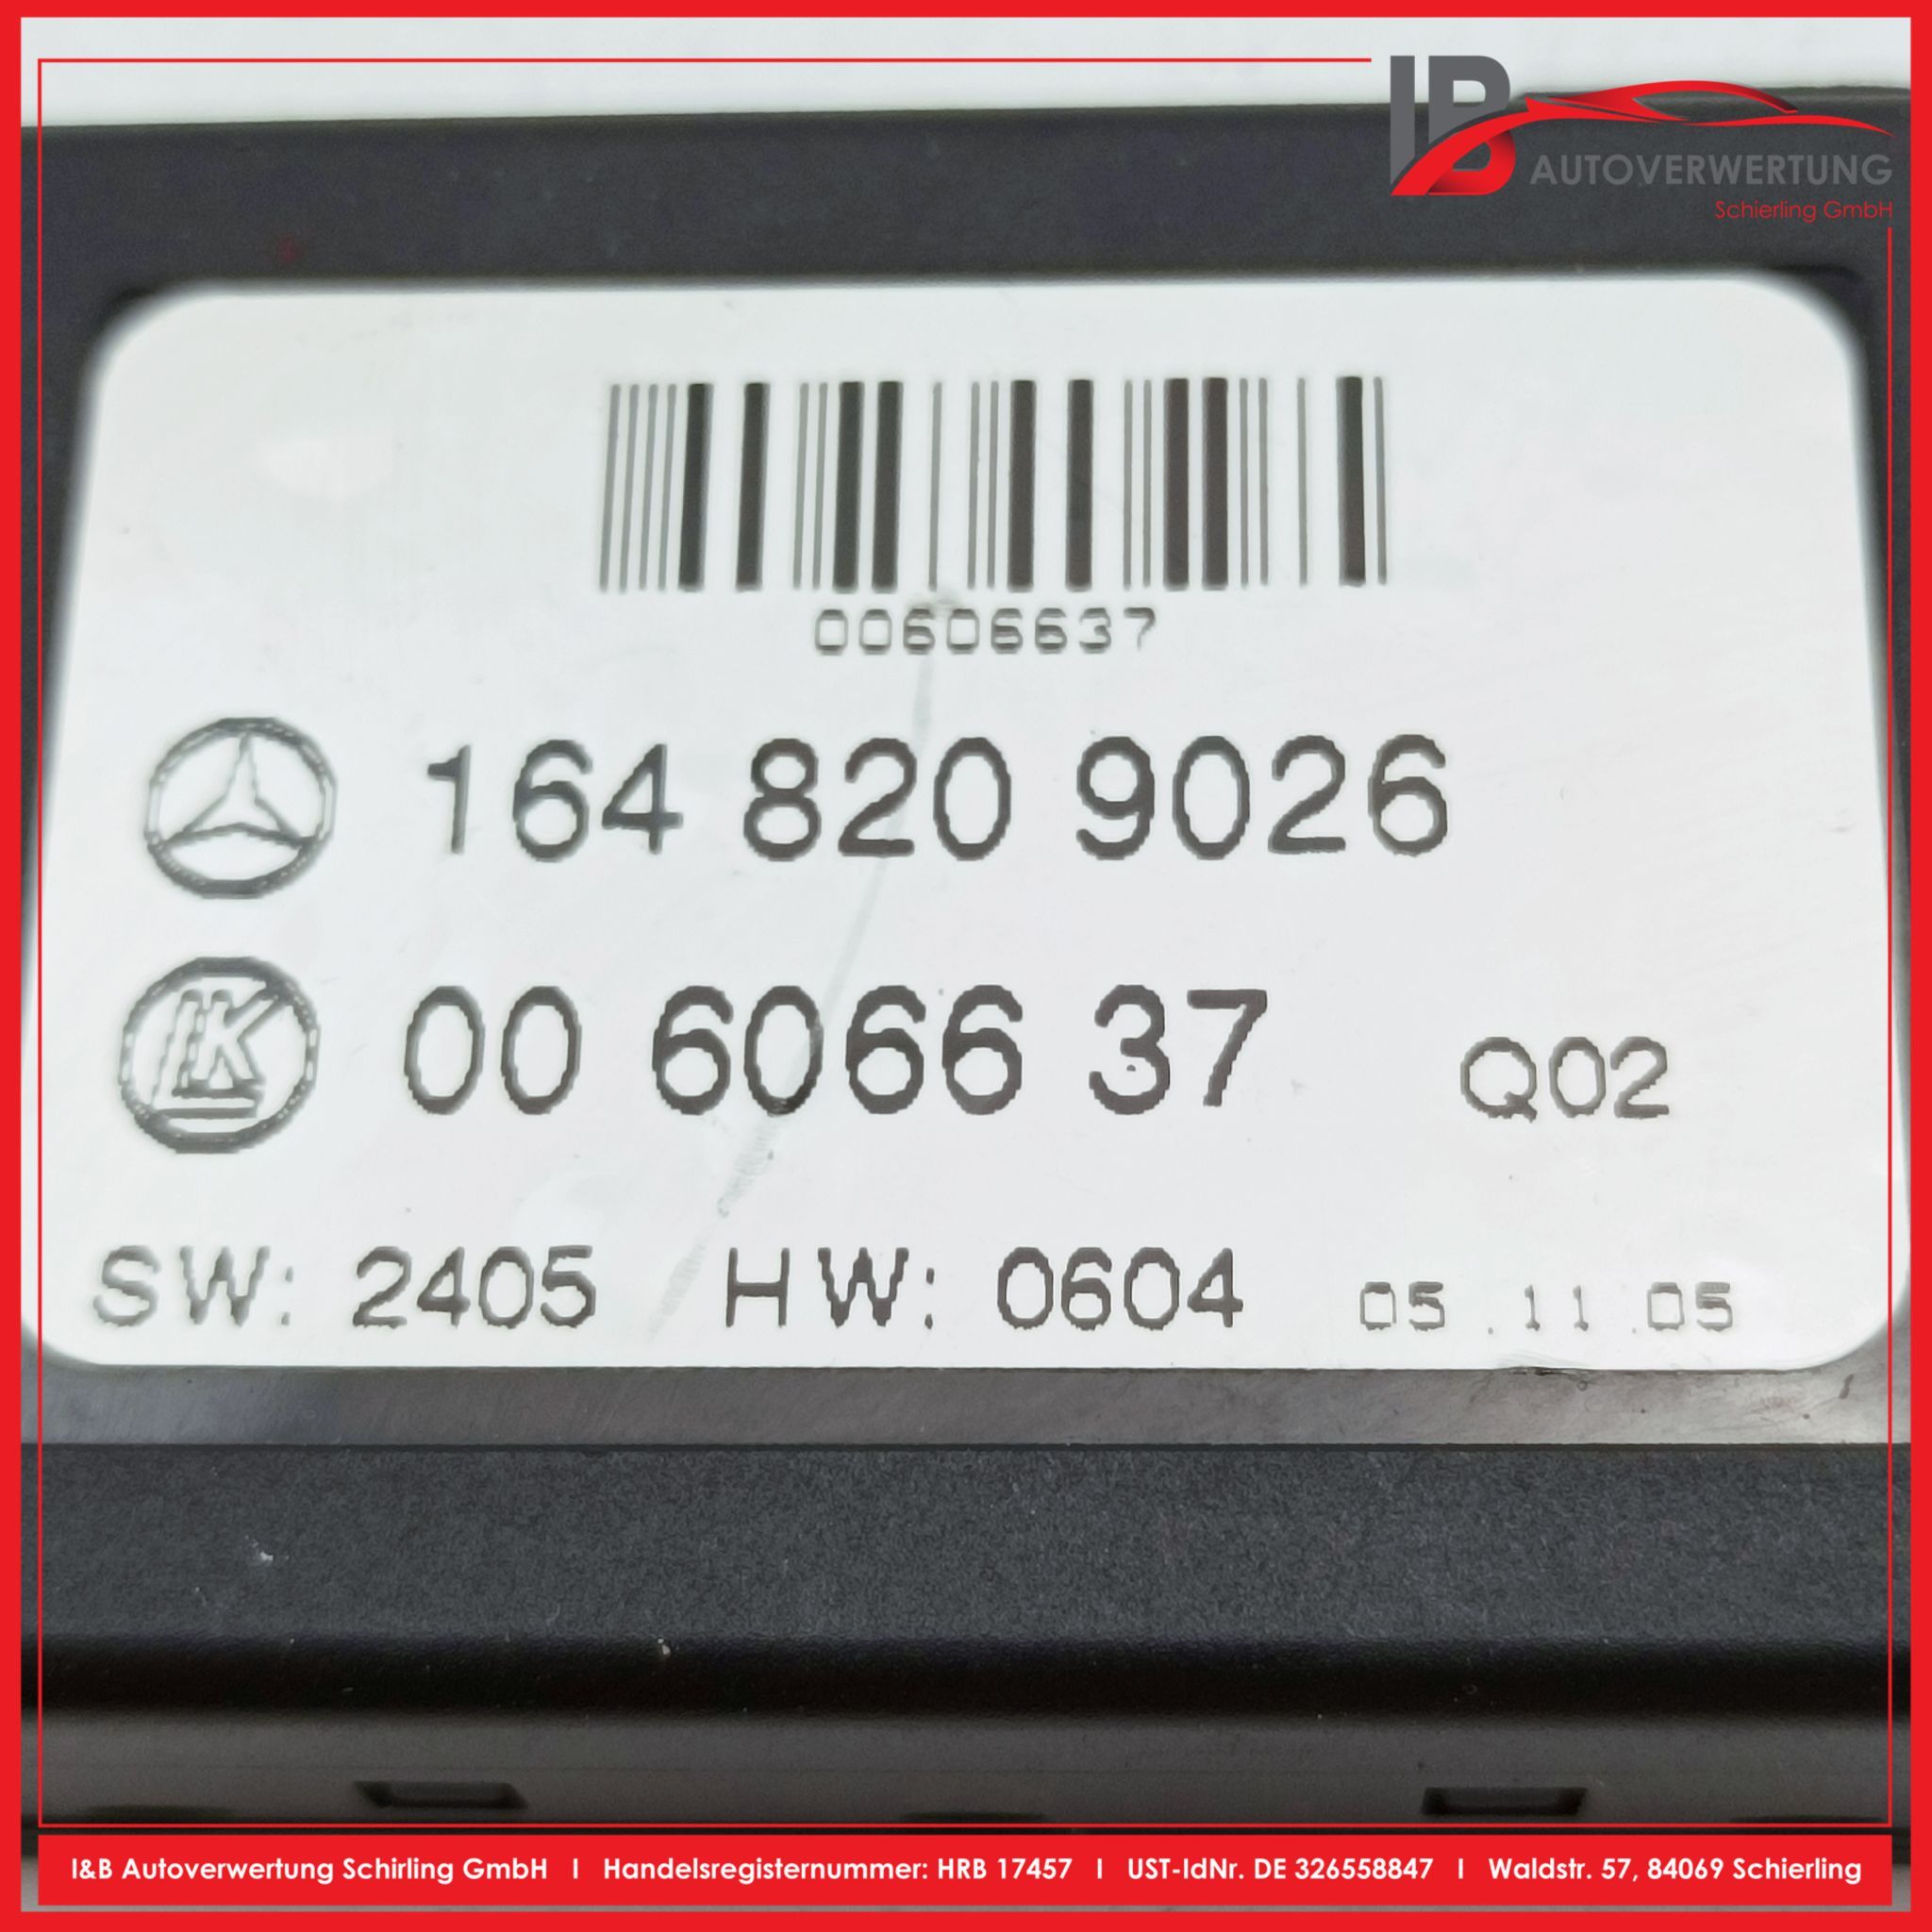 IB
AUTOVERWERTUNG
Schierling GmbH
00606637
164 820 9026
LK 00 6066 37 Q02
SW: 2405 HW: 0604 05.11.05
I&B Autoverwertung Schirling GmbH I Handelsregisternummer: HRB 17457 I UST-IdNr. DE 326558847 I Waldstr. 57, 84069 Schierling